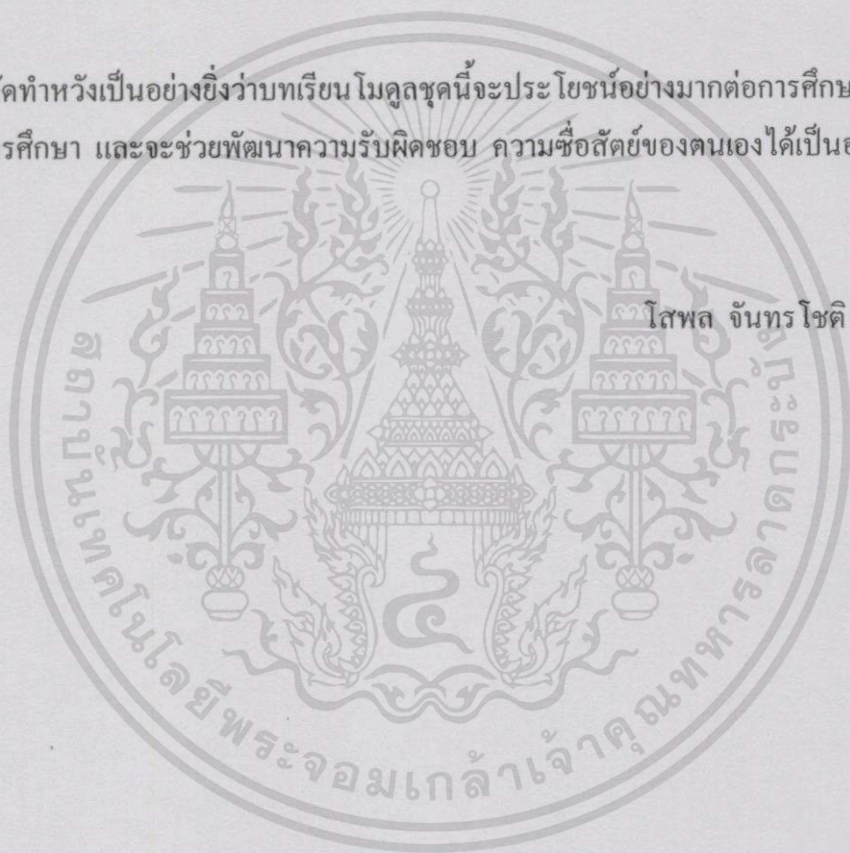 ัดทำหวังเป็นอย่างยิ่งว่าบทเรียนโมดูลชุดนี้จะประโยชน์อย่างมากต่อการศึกษ
รศึกษา และจะช่วยพัฒนาความรับผิดชอบ ความซื่อสัตย์ของตนเองได้เป็นอ
โสพล จันทรโชติ
สถาบันเทคโนโลยีพระจอมเกล้าเจ้าคุณทหารลาดกระบัง